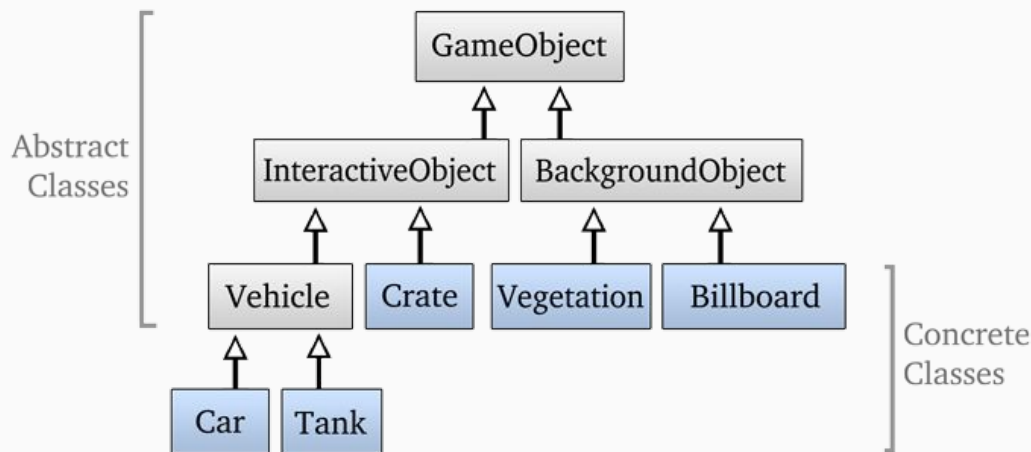 GameObject
Abstract
Classes
InteractiveObject
BackgroundObject
Vehicle
Crate
Vegetation
Billboard
Concrete
Classes
Car
Tank